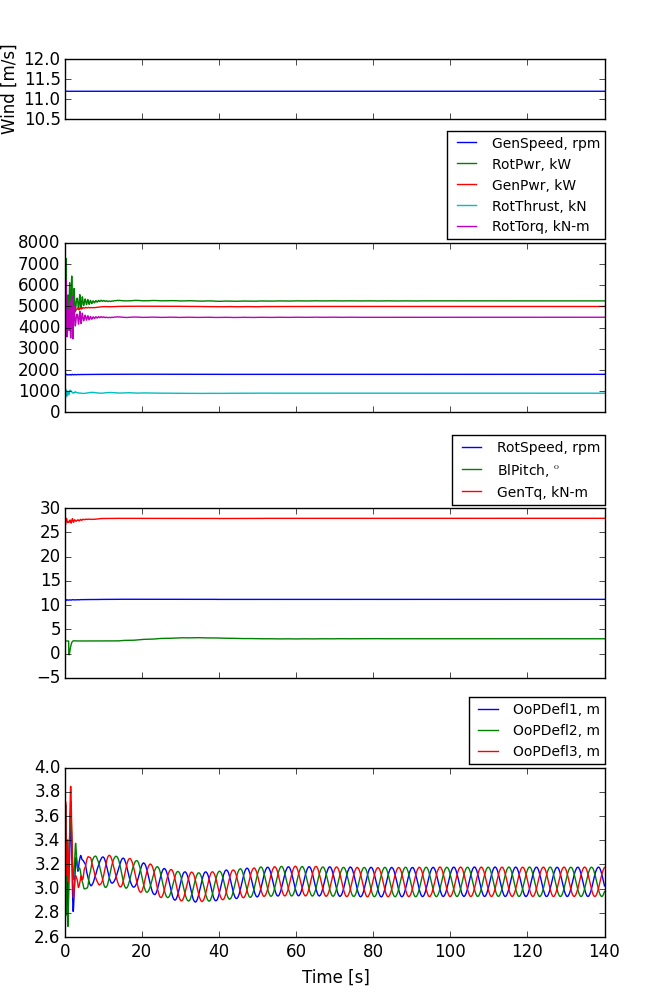 Wind [m/s]
12.0
11.5
11.0
10.5
GenSpeed, rpm
RotPwr, kW
GenPwr, kW
RotThrust, kN
RotTorq, kN-m
8000
7000
6000
5000
4000
3000
2000
1000
0
RotSpeed, rpm
BlPitch, °
GenTq, kN-m
30
25
20
15
10
5
0
−5
OoPDefl1, m
OoPDefl2, m
OoPDefl3, m
4.0
3.8
3.6
3.4
3.2
3.0
2.8
2.6
0 20 40 60 80 100 120 140
Time [s]